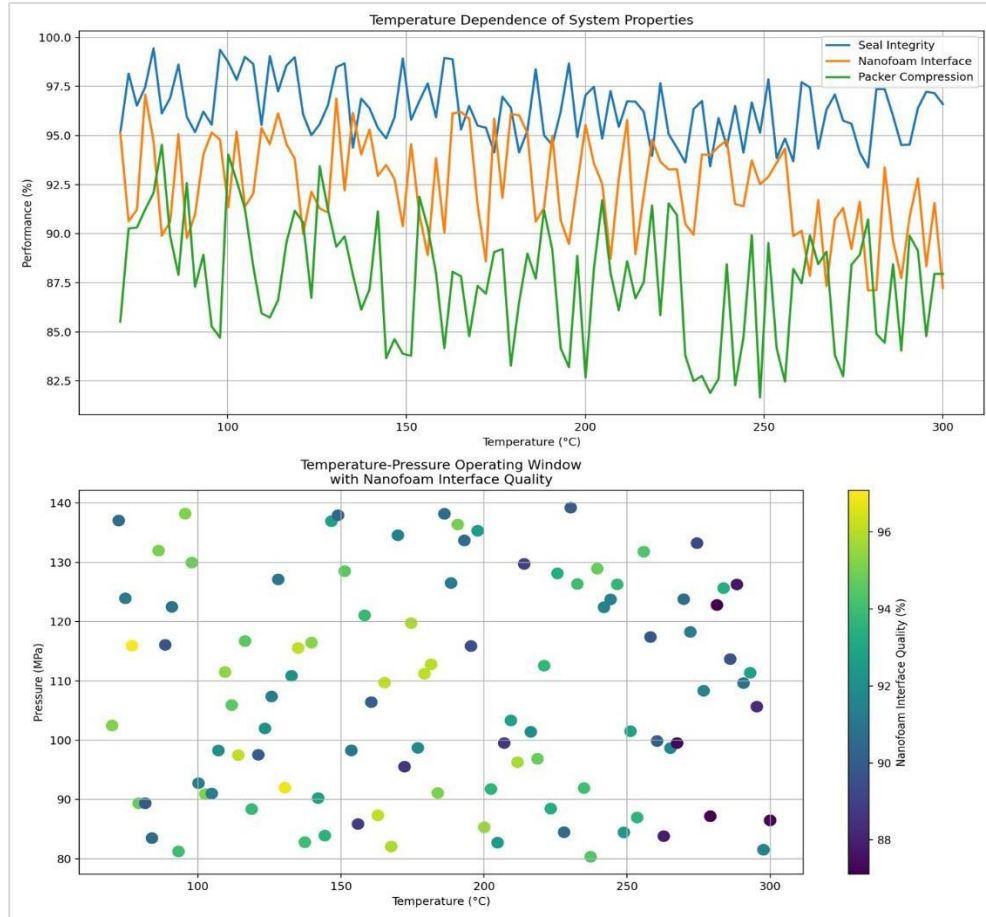 Temperature Dependence of System Properties
100.0
97.5
95.0
92.5
90.0
87.5
85.0
82.5
Performance (%)
Seal Integrity
Nanofoam Interface
Packer Compression
100
150
200
250
300
Temperature (°C)
Temperature-Pressure Operating Window
with Nanofoam Interface Quality
140
130
120
110
100
90
80
Pressure (MPa)
100
150
200
250
300
Temperature (°C)
96
94
92
90
88
Nanofoam Interface Quality (%)